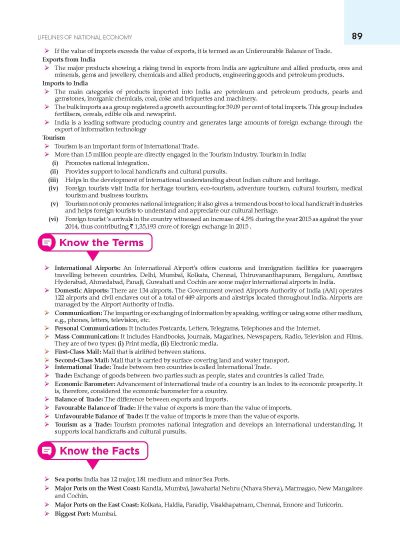 LIFELINES OF NATIONAL ECONOMY
89
➢ If the value of imports exceeds the value of exports, it is termed as an Unfavourable Balance of Trade.
Exports from India
➢ The major products showing a rising trend in exports from India are agriculture and allied products, ores and
minerals, gems and jewellery, chemicals and allied products, engineering goods and petroleum products.
Imports to India
➢ The main categories of products imported into India are petroleum and petroleum products, pearls and
gemstones, inorganic chemicals, coal, coke and briquettes and machinery.
➢ The bulk imports as a group registered a growth accounting for 39.09 per cent of total imports. This group includes
fertilisers, cereals, edible oils and newsprint.
➢ India is a leading software producing country and generates large amounts of foreign exchange through the
export of information technology
Tourism
➢ Tourism is an important form of International Trade.
➢ More than 15 million people are directly engaged in the Tourism Industry. Tourism in India:
(i) Promotes national integration.
(ii) Provides support to local handicrafts and cultural pursuits.
(iii) Helps in the development of international understanding about Indian culture and heritage.
(iv) Foreign tourists visit India for heritage tourism, eco-tourism, adventure tourism, cultural tourism, medical
tourism and business tourism.
(v) Tourism not only promotes national integration; it also gives a tremendous boost to local handicraft industries
and helps foreign tourists to understand and appreciate our cultural heritage.
(vi) Foreign tourist's arrivals in the country witnessed an increase of 4.5% during the year 2015 as against the year
2014, thus contributing ₹ 1,35,193 crore of foreign exchange in 2015 .
Know the Terms
➢ International Airports: An International Airport's offers customs and immigration facilities for passengers
travelling between countries. Delhi, Mumbai, Kolkata, Chennai, Thiruvananthapuram, Bengaluru, Amritsar,
Hyderabad, Ahmedabad, Panaji, Guwahati and Cochin are some major international airports in India.
➢ Domestic Airports: There are 134 airports. The Government owned Airports Authority of India (AAI) operates
122 airports and civil enclaves out of a total of 449 airports and airstrips located throughout India. Airports are
managed by the Airport Authority of India.
➢ Communication: The imparting or exchanging of information by speaking, writing or using some other medium,
e.g., phones, letters, television, etc.
➢ Personal Communication: It includes Postcards, Letters, Telegrams, Telephones and the Internet.
➢ Mass Communication: It includes Handbooks, Journals, Magazines, Newspapers, Radio, Television and Films.
They are of two types: (i) Print media, (ii) Electronic media.
➢ First-Class Mail: Mail that is airlifted between stations.
➢ Second-Class Mail: Mail that is carried by surface covering land and water transport.
➢ International Trade: Trade between two countries is called International Trade.
➢ Trade: Exchange of goods between two parties such as people, states and countries is called Trade.
➢ Economic Barometer: Advancement of international trade of a country is an index to its economic prosperity. It
is, therefore, considered the economic barometer for a country.
➢ Balance of Trade: The difference between exports and imports.
➢ Favourable Balance of Trade: If the value of exports is more than the value of imports.
➢ Unfavourable Balance of Trade: If the value of imports is more than the value of exports.
➢ Tourism as a Trade: Tourism promotes national integration and develops an international understanding. It
supports local handicrafts and cultural pursuits.
Know the Facts
➢ Sea ports: India has 12 major, 181 medium and minor Sea Ports.
➢ Major Ports on the West Coast: Kandla, Mumbai, Jawaharlal Nehru (Nhava Sheva), Marmagao, New Mangalore
and Cochin.
➢ Major Ports on the East Coast: Kolkata, Haldia, Paradip, Visakhapatnam, Chennai, Ennore and Tuticorin.
➢ Biggest Port: Mumbai.